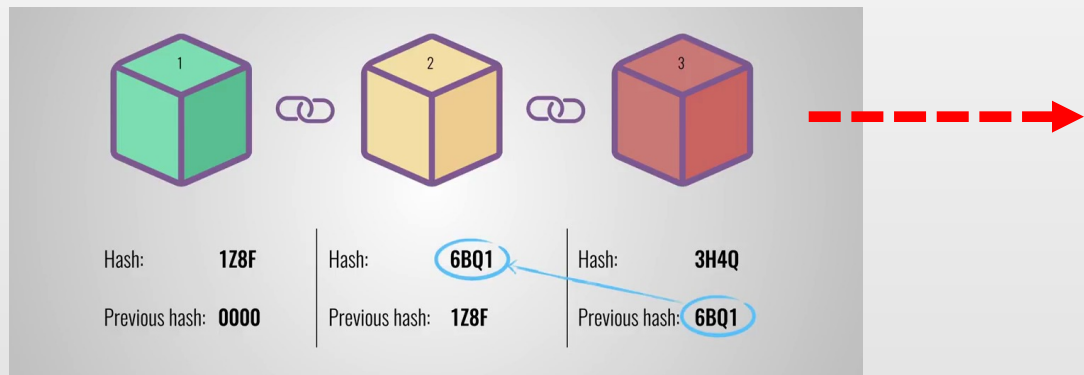 1
2
3
Hash: 1Z8F
Previous hash: 0000
Hash: 6BQ1
Previous hash: 1Z8F
Hash: 3H4Q
Previous hash: 6BQ1